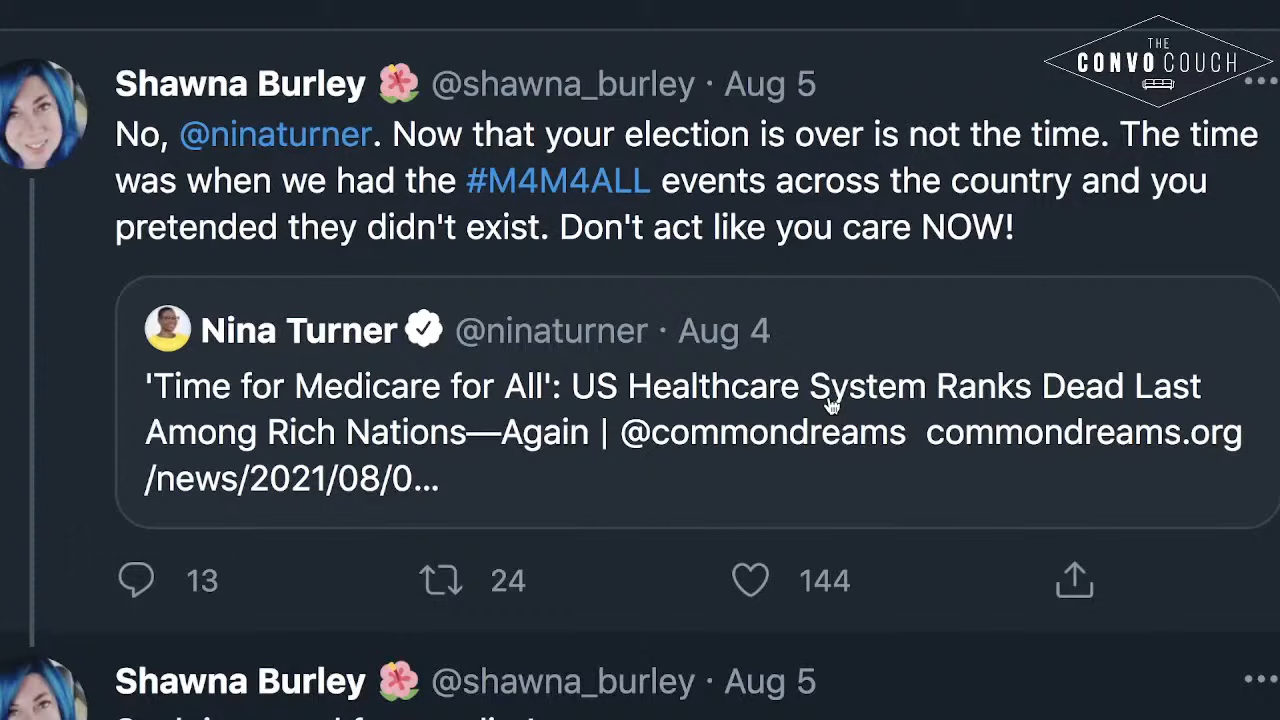 THE
CONVO COUCH
Shawna Burley 🌺 @shawna_burley · Aug 5
No, @ninaturner. Now that your election is over is not the time. The time
was when we had the #M4M4ALL events across the country and you
pretended they didn't exist. Don't act like you care NOW!
Nina Turner @ninaturner · Aug 4
'Time for Medicare for All': US Healthcare System Ranks Dead Last
Among Rich Nations—Again | @commondreams commondreams.org
/news/2021/08/0...
13 24 144
Shawna Burley 🌺 @shawna_burley · Aug 5